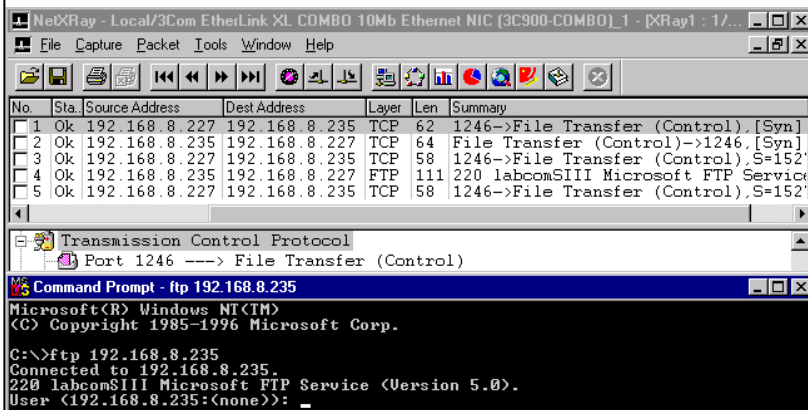 NetXRay - Local/3Com EtherLink XL COMBO 10Mb Ethernet NIC (3C900-COMBO)_1 - [XRay1 : 1/...
File Capture Packet Tools Window Help
No. Sta.. Source Address Dest Address Layer Len Summary
1 Ok 192.168.8.227 192.168.8.235 TCP 62 1246->File Transfer (Control),[Syn]
2 Ok 192.168.8.235 192.168.8.227 TCP 64 File Transfer (Control)->1246,[Syn]
3 Ok 192.168.8.227 192.168.8.235 TCP 58 1246->File Transfer (Control),S=152
4 Ok 192.168.8.235 192.168.8.227 FTP 111 220 labcomSIII Microsoft FTP Service
5 Ok 192.168.8.227 192.168.8.235 TCP 58 1246->File Transfer (Control),S=152
Transmission Control Protocol
Port 1246 ---> File Transfer (Control)
Command Prompt - ftp 192.168.8.235
Microsoft(R) Windows NT(TM)
(C) Copyright 1985-1996 Microsoft Corp.
C:\>ftp 192.168.8.235
Connected to 192.168.8.235.
220 labcomSIII Microsoft FTP Service (Version 5.0).
User (192.168.8.235:(none)): _